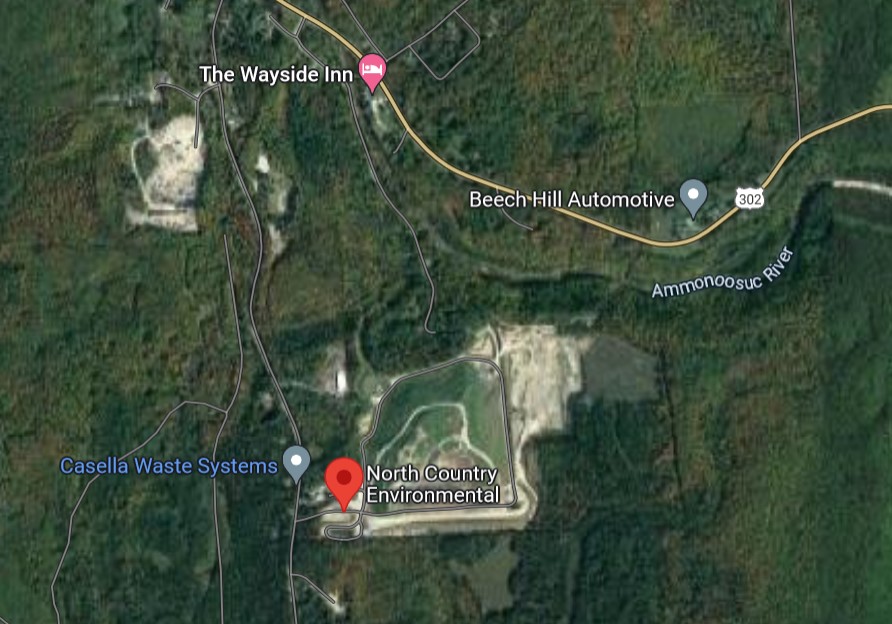 The Wayside Inn
Beech Hill Automotive
302
Ammonoosuc River
Casella Waste Systems
North Country
Environmental